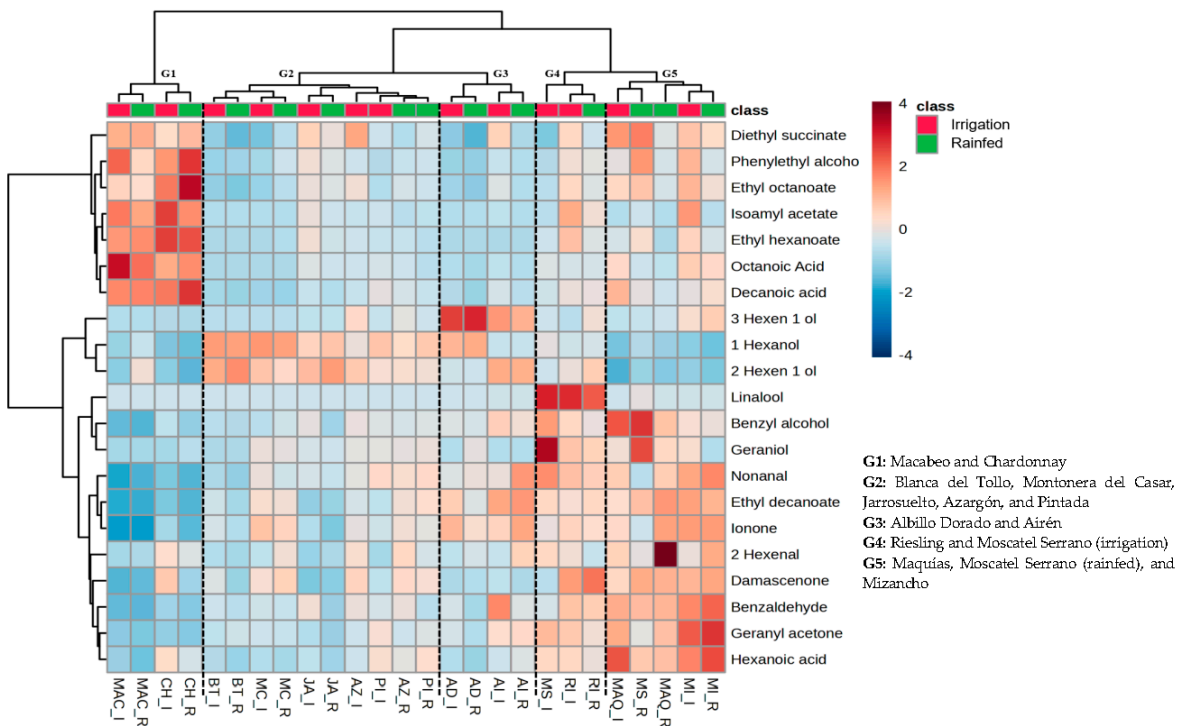 G1
G2
G3
G4
G5
class
Diethyl succinate
Phenylethyl alcoho
Ethyl octanoate
Isoamyl acetate
Ethyl hexanoate
Octanoic Acid
Decanoic acid
3 Hexen 1 ol
1 Hexanol
2 Hexen 1 ol
Linalool
Benzyl alcohol
Geraniol
Nonanal
Ethyl decanoate
Ionone
2 Hexenal
Damascenone
Benzaldehyde
Geranyl acetone
Hexanoic acid
MAC_I
MAC_R
CH_I
CH_R
BT_I
BT_R
MC_I
MC_R
JA_I
JA_R
AZ_I
PI_I
AZ_R
PI_R
AD_I
AD_R
AI_I
AI_R
MS_I
RI_I
RI_R
MAQ_I
MS_R
MAQ_R
MI_I
MI_R
4
2
0
-2
-4
class
Irrigation
Rainfed
G1: Macabeo and Chardonnay
G2: Blanca del Tollo, Montonera del Casar,
Jarrosuelto, Azargón, and Pintada
G3: Albillo Dorado and Airén
G4: Riesling and Moscatel Serrano (irrigation)
G5: Maquías, Moscatel Serrano (rainfed), and
Mizancho